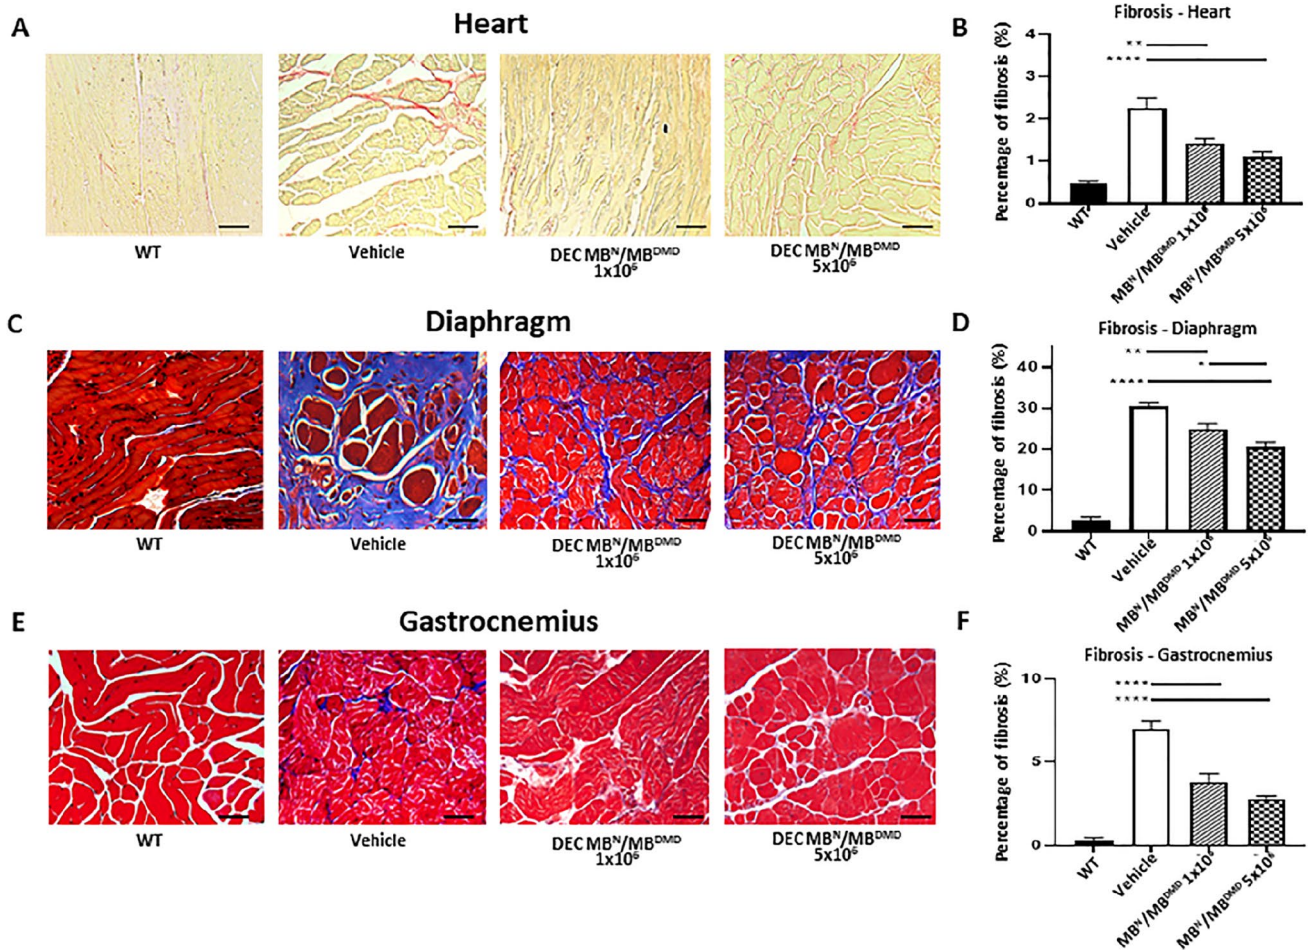 A
Heart
WT
Vehicle
DEC MBᴺ/MBᴰᴹᴰ
1x10⁶
DEC MBᴺ/MBᴰᴹᴰ
5x10⁶
B
Fibrosis - Heart
Percentage of fibrosis (%)
4
3
2
1
0
**
****
WT
Vehicle
MBᴺ/MBᴰᴹᴰ 1x10⁶
MBᴺ/MBᴰᴹᴰ 5x10⁶
C
Diaphragm
WT
Vehicle
DEC MBᴺ/MBᴰᴹᴰ
1x10⁶
DEC MBᴺ/MBᴰᴹᴰ
5x10⁶
D
Fibrosis - Diaphragm
Percentage of fibrosis (%)
40
30
20
10
0
**
*
****
WT
Vehicle
MBᴺ/MBᴰᴹᴰ 1x10⁶
MBᴺ/MBᴰᴹᴰ 5x10⁶
E
Gastrocnemius
WT
Vehicle
DEC MBᴺ/MBᴰᴹᴰ
1x10⁶
DEC MBᴺ/MBᴰᴹᴰ
5x10⁶
F
Fibrosis - Gastrocnemius
Percentage of fibrosis (%)
10
5
0
****
****
WT
Vehicle
MBᴺ/MBᴰᴹᴰ 1x10⁶
MBᴺ/MBᴰᴹᴰ 5x10⁶